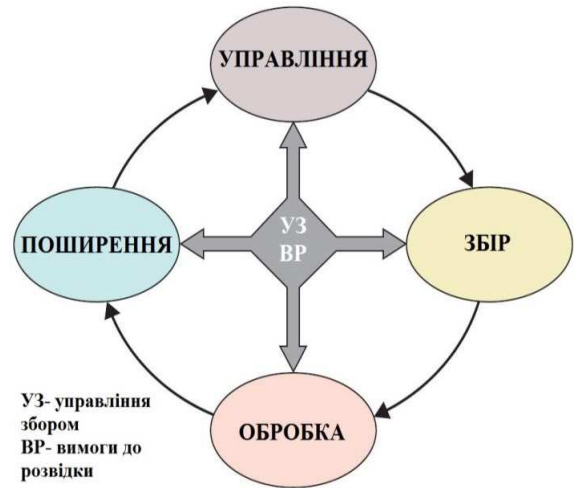 УПРАВЛІННЯ
ПОШИРЕННЯ
УЗ
ВР
ЗБІР
ОБРОБКА
УЗ- управління
збором
ВР- вимоги до
розвідки